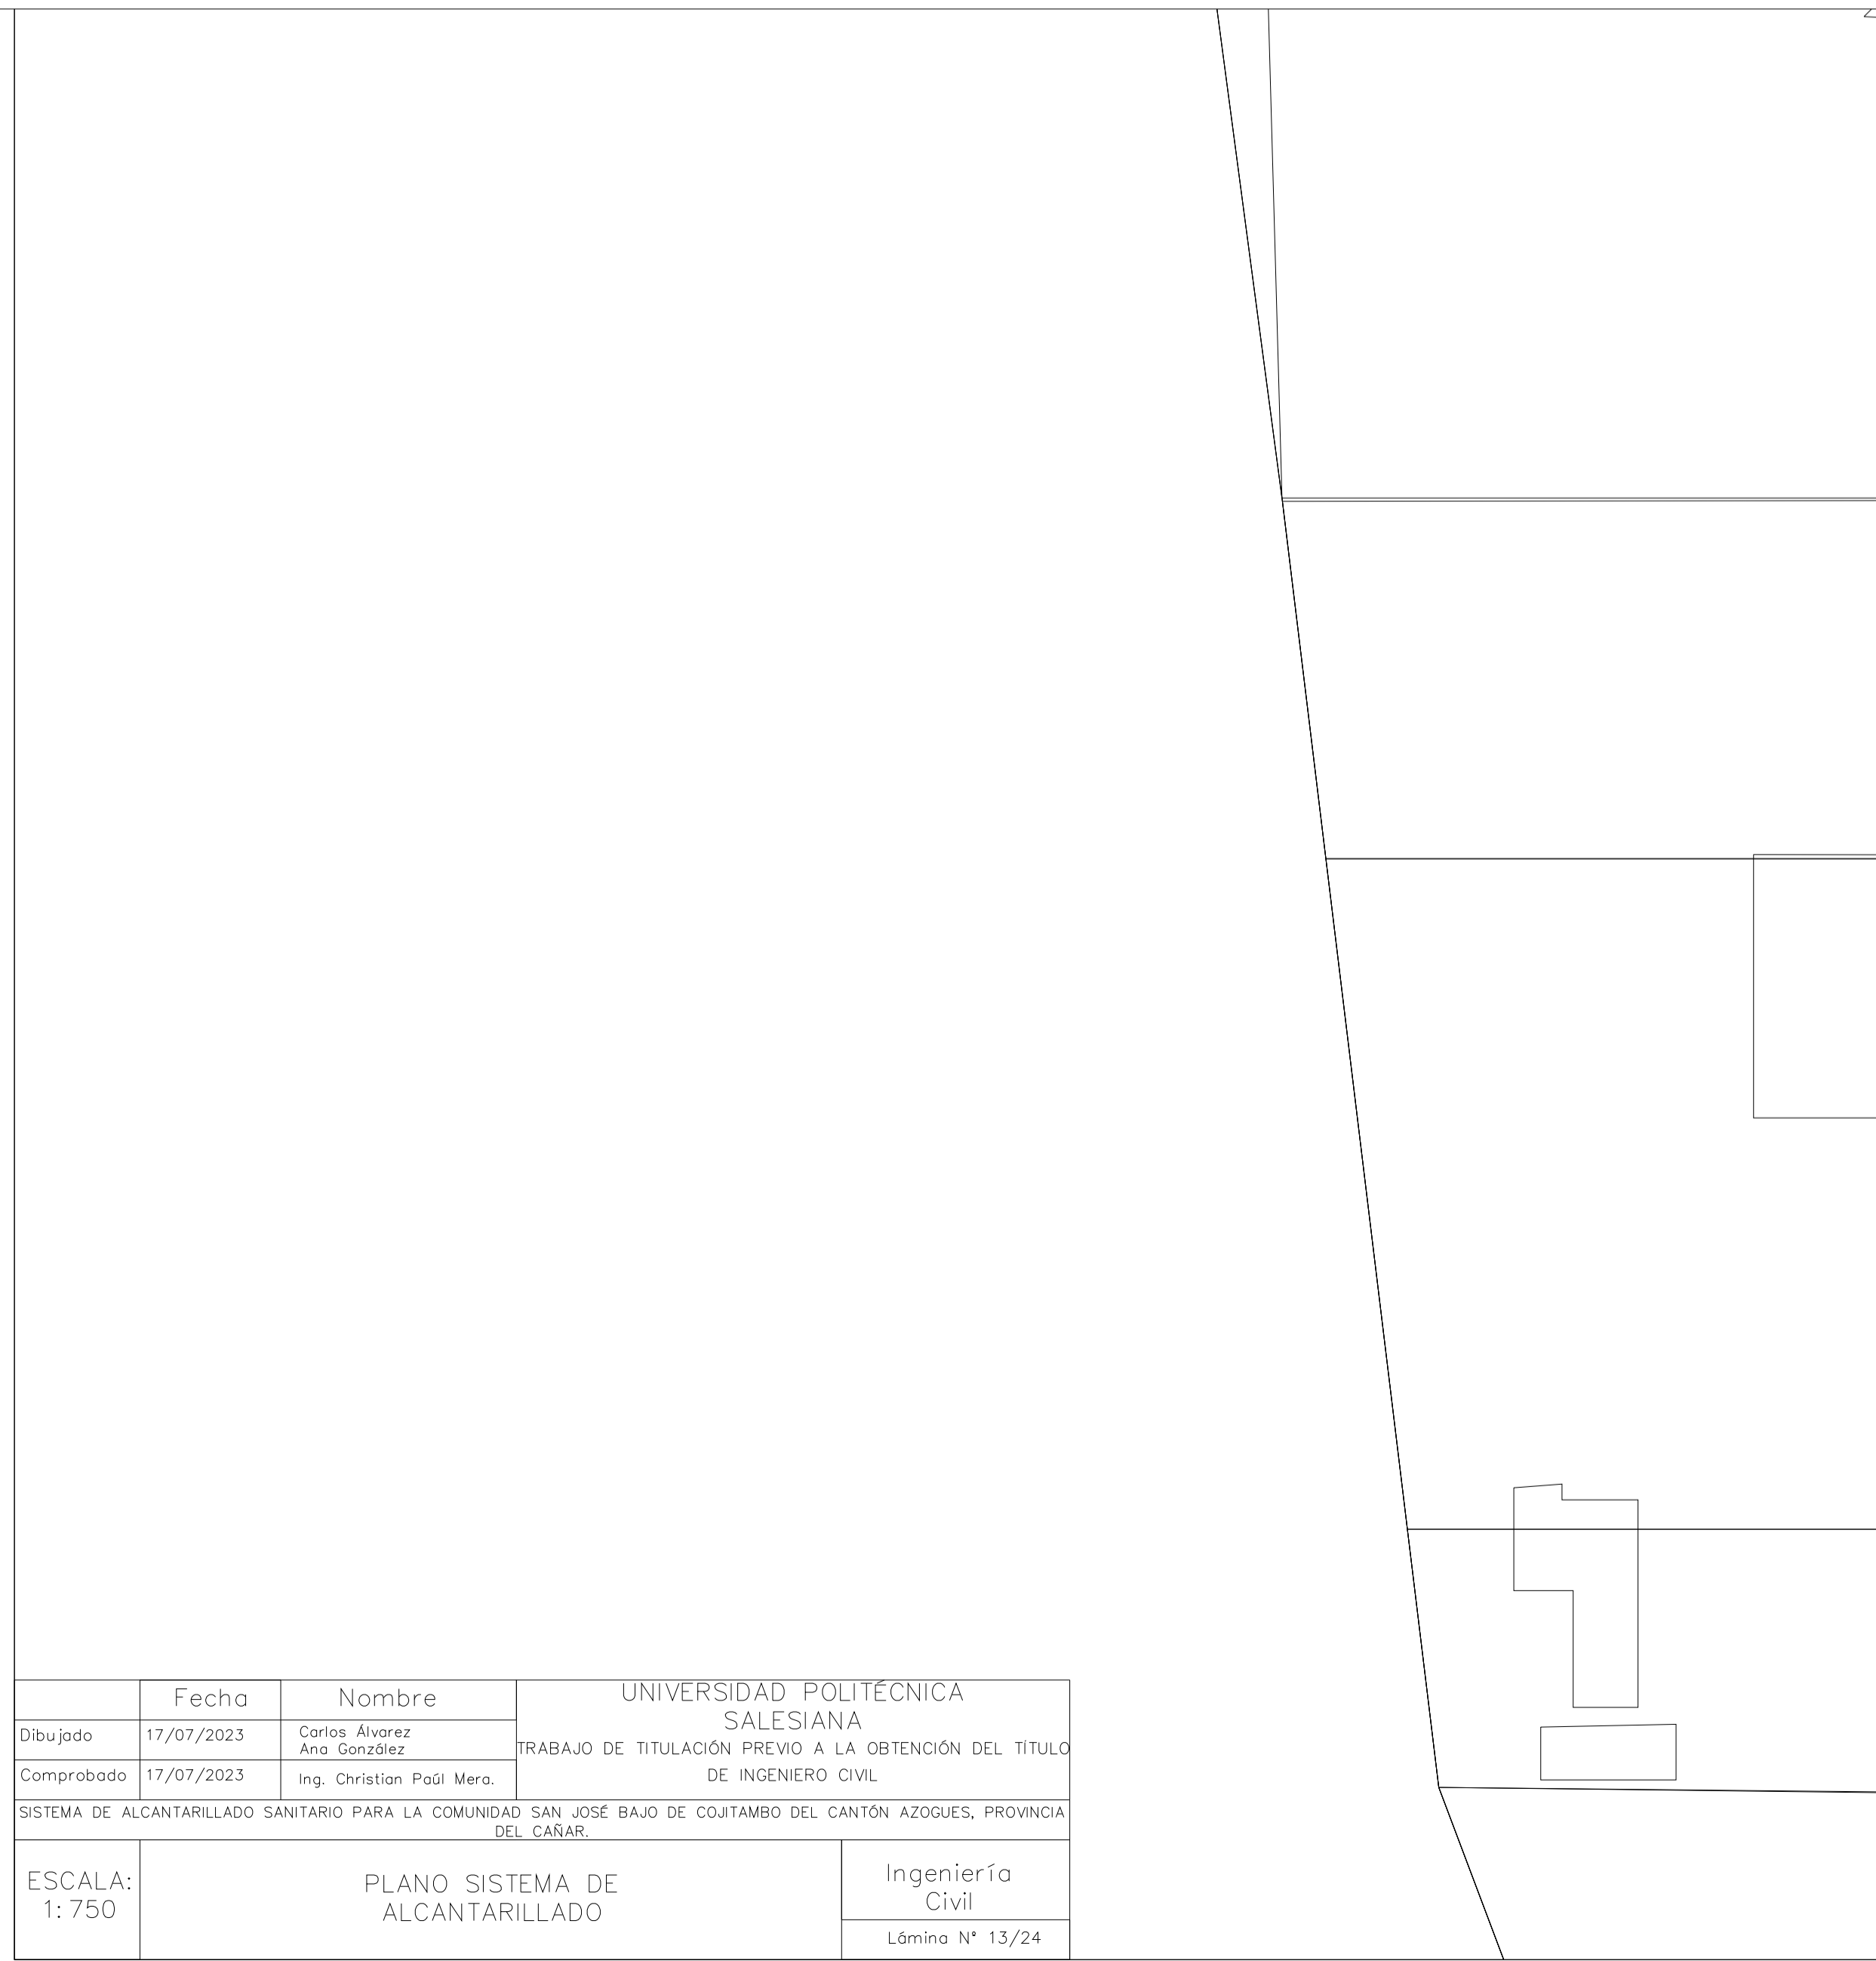 Fecha
Nombre
UNIVERSIDAD POLITÉCNICA
SALESIANA
Dibujado
17/07/2023
Carlos Álvarez
Ana González
TRABAJO DE TITULACIÓN PREVIO A LA OBTENCIÓN DEL TÍTULO
DE INGENIERO CIVIL
Comprobado
17/07/2023
Ing. Christian Paúl Mera.
SISTEMA DE ALCANTARILLADO SANITARIO PARA LA COMUNIDAD SAN JOSÉ BAJO DE COJITAMBO DEL CANTÓN AZOGUES, PROVINCIA
DEL CAÑAR.
ESCALA:
1:750
PLANO SISTEMA DE
ALCANTARILLADO
Ingeniería
Civil
Lámina N° 13/24